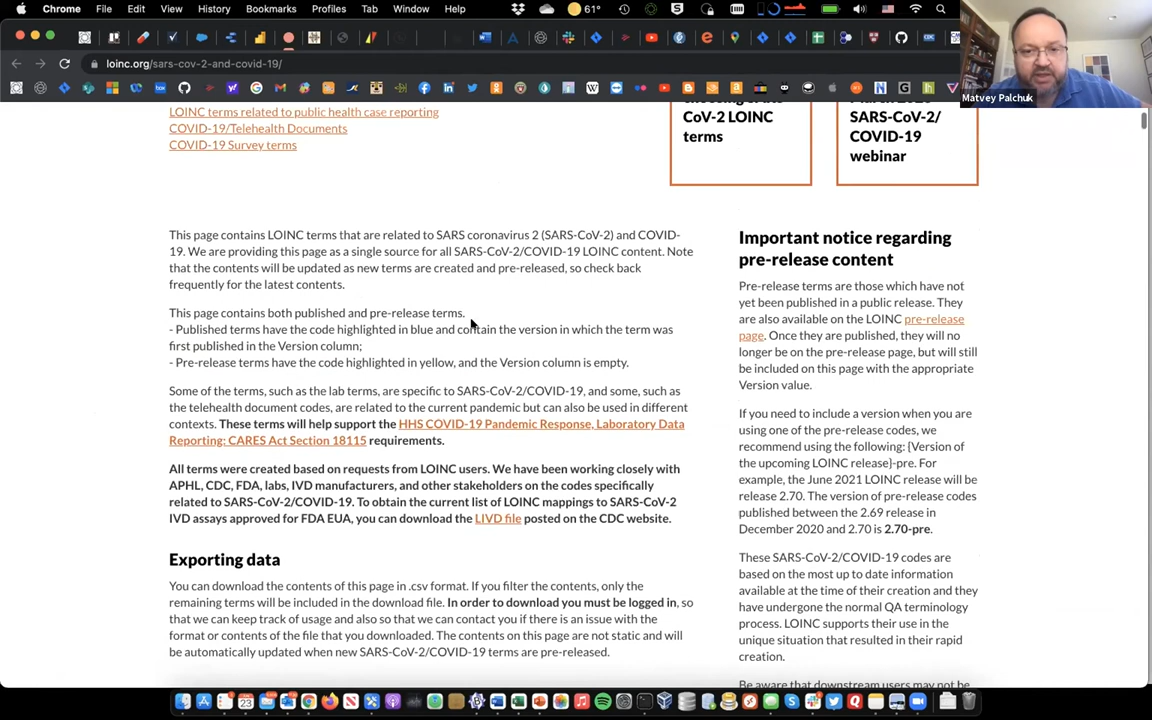 Chrome File Edit View History Bookmarks Profiles Tab Window Help
61°
loinc.org/sars-cov-2-and-covid-19/
Matvey Palchuk
LOINC terms related to public health case reporting
COVID-19/Telehealth Documents
COVID-19 Survey terms
CoV-2 LOINC
terms
SARS-CoV-2/
COVID-19
webinar
This page contains LOINC terms that are related to SARS coronavirus 2 (SARS-CoV-2) and COVID-
19. We are providing this page as a single source for all SARS-CoV-2/COVID-19 LOINC content. Note
that the contents will be updated as new terms are created and pre-released, so check back
frequently for the latest contents.
This page contains both published and pre-release terms.
- Published terms have the code highlighted in blue and contain the version in which the term was
first published in the Version column;
- Pre-release terms have the code highlighted in yellow, and the Version column is empty.
Some of the terms, such as the lab terms, are specific to SARS-CoV-2/COVID-19, and some, such as
the telehealth document codes, are related to the current pandemic but can also be used in different
contexts. These terms will help support the HHS COVID-19 Pandemic Response, Laboratory Data
Reporting: CARES Act Section 18115 requirements.
All terms were created based on requests from LOINC users. We have been working closely with
APHL, CDC, FDA, labs, IVD manufacturers, and other stakeholders on the codes specifically
related to SARS-CoV-2/COVID-19. To obtain the current list of LOINC mappings to SARS-CoV-2
IVD assays approved for FDA EUA, you can download the LIVD file posted on the CDC website.
Exporting data
You can download the contents of this page in .csv format. If you filter the contents, only the
remaining terms will be included in the download file. In order to download you must be logged in, so
that we can keep track of usage and also so that we can contact you if there is an issue with the
format or contents of the file that you downloaded. The contents on this page are not static and will
be automatically updated when new SARS-CoV-2/COVID-19 terms are pre-released.
Important notice regarding
pre-release content
Pre-release terms are those which have not
yet been published in a public release. They
are also available on the LOINC pre-release
page. Once they are published, they will no
longer be on the pre-release page, but will still
be included on this page with the appropriate
Version value.
If you need to include a version when you are
using one of the pre-release codes, we
recommend using the following: [Version of
the upcoming LOINC release]-pre. For
example, the June 2021 LOINC release will be
release 2.70. The version of pre-release codes
published between the 2.69 release in
December 2020 and 2.70 is 2.70-pre.
These SARS-CoV-2/COVID-19 codes are
based on the most up to date information
available at the time of their creation and they
have undergone the normal QA terminology
process. LOINC supports their use in the
unique situation that resulted in their rapid
creation.
Be aware that downstream users may not be